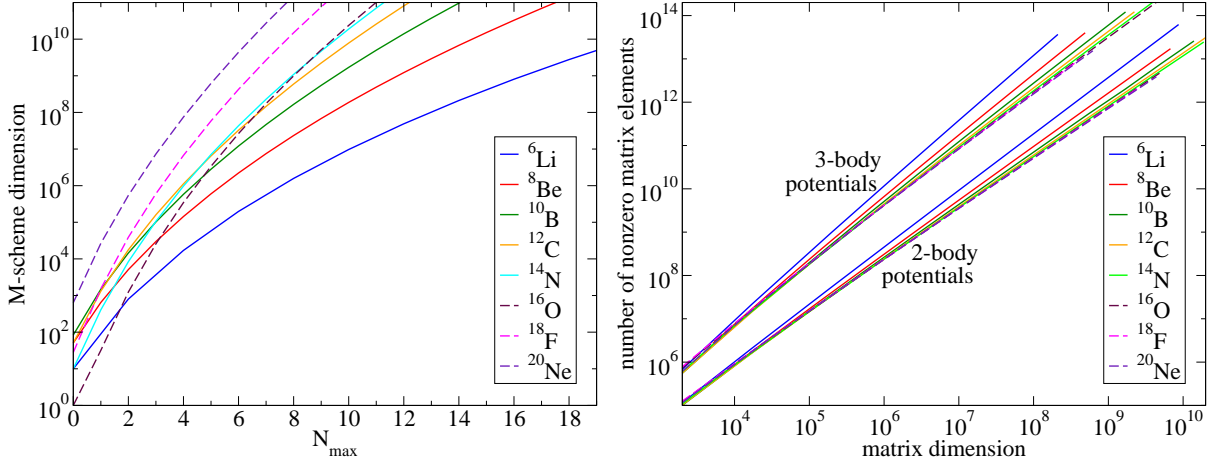 M-scheme dimension
10^10
10^8
10^6
10^4
10^2
10^0
0 2 4 6 8 10 12 14 16 18
N_max
^6Li
^8Be
^10B
^12C
^14N
^16O
^18F
^20Ne
number of nonzero matrix elements
10^14
10^12
10^10
10^8
10^6
10^4 10^5 10^6 10^7 10^8 10^9 10^10
matrix dimension
3-body
potentials
2-body
potentials
^6Li
^8Be
^10B
^12C
^14N
^16O
^18F
^20Ne